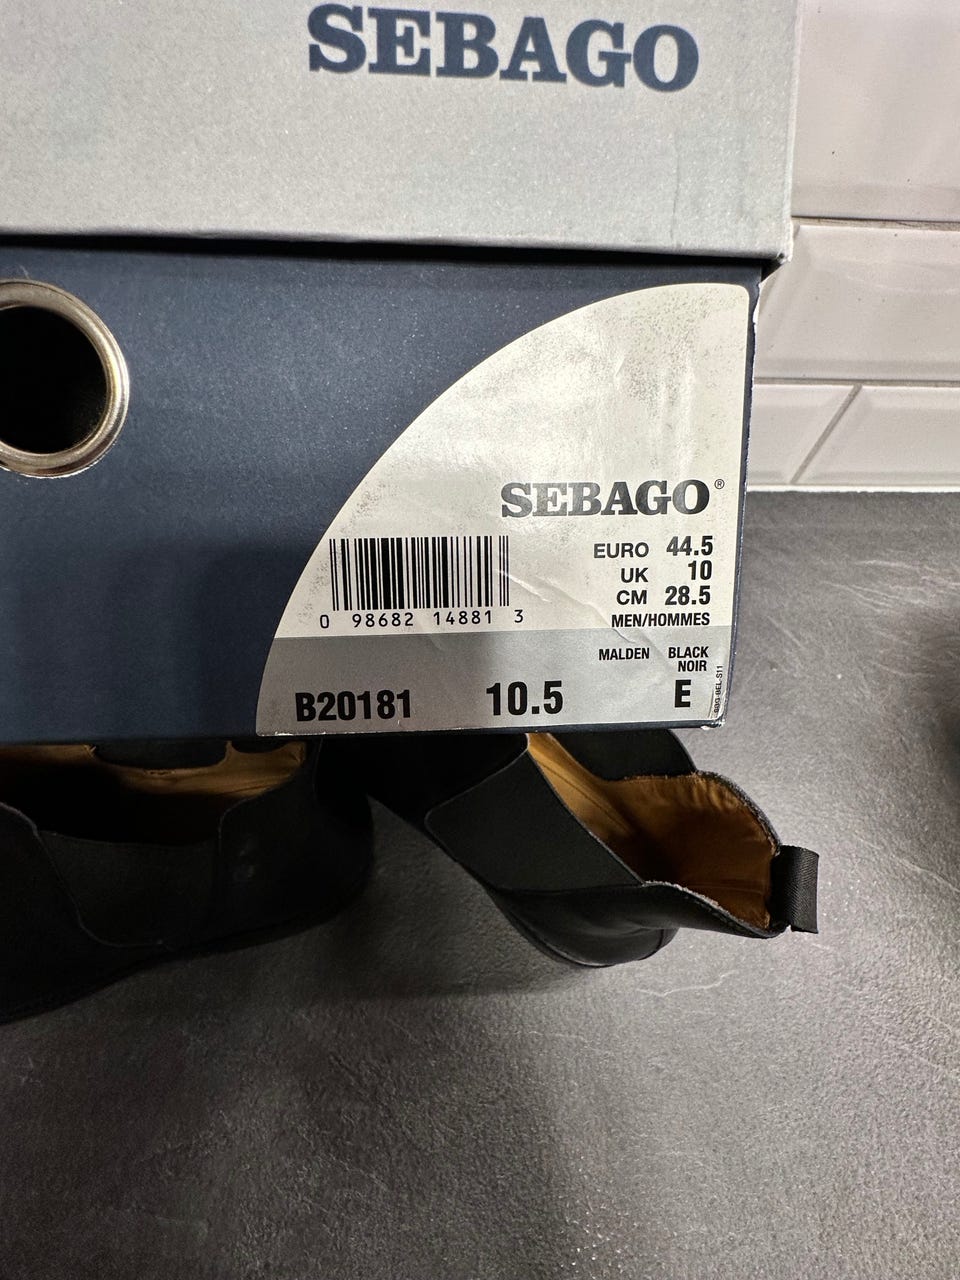 SEBAGO
SEBAGO®
EURO 44.5
UK 10
CM 28.5
MEN/HOMMES
0 98682 14881 3
MALDEN BLACK
NOIR
B20181 10.5 E